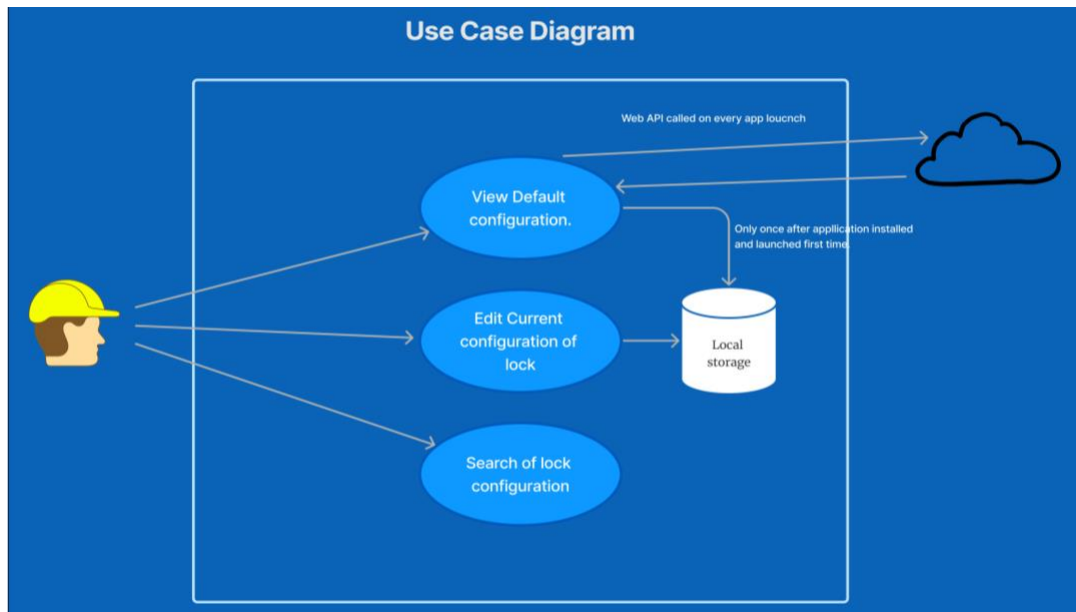 Use Case Diagram
Web API called on every app loucnch
View Default
configuration.
Only once after appllication installed
and launched first time.
Edit Current
configuration of
lock
Local
storage
Search of lock
configuration